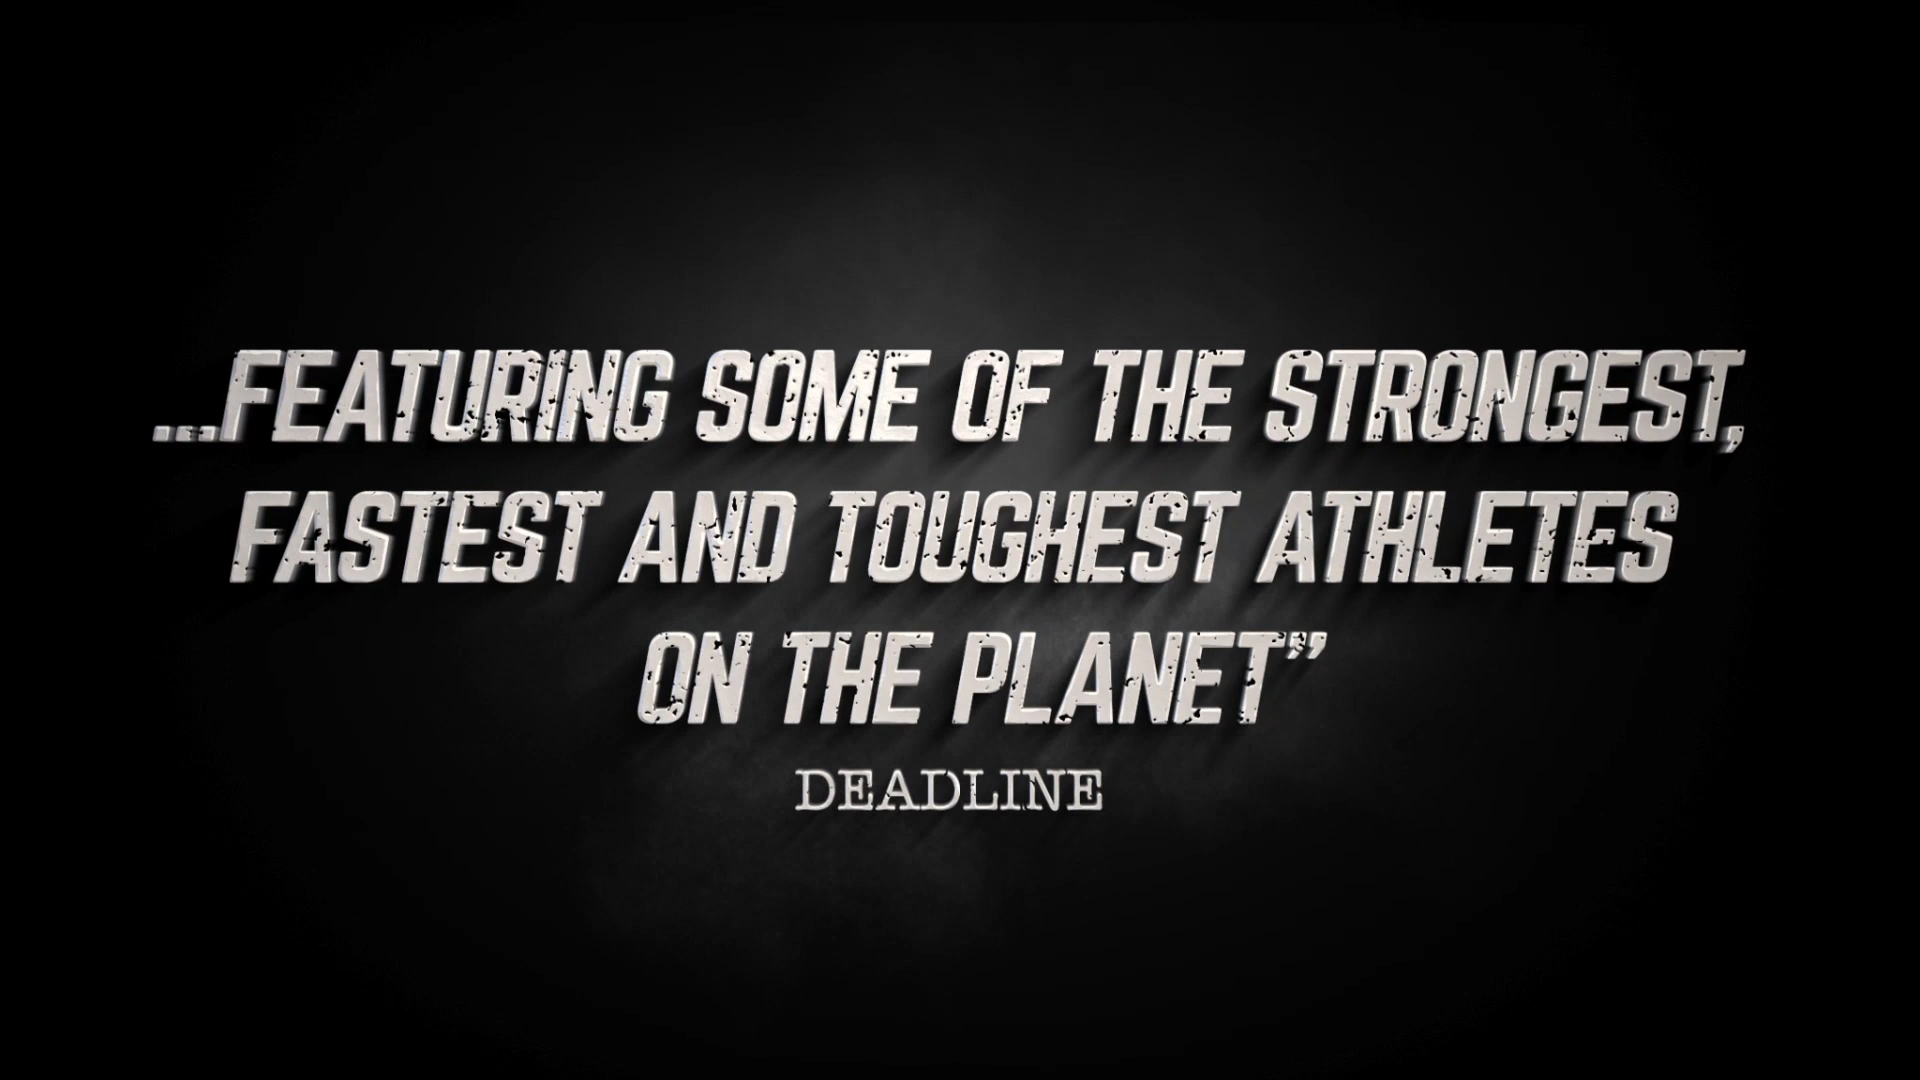 ...FEATURING SOME OF THE STRONGEST,
FASTEST AND TOUGHEST ATHLETES
ON THE PLANET”
DEADLINE